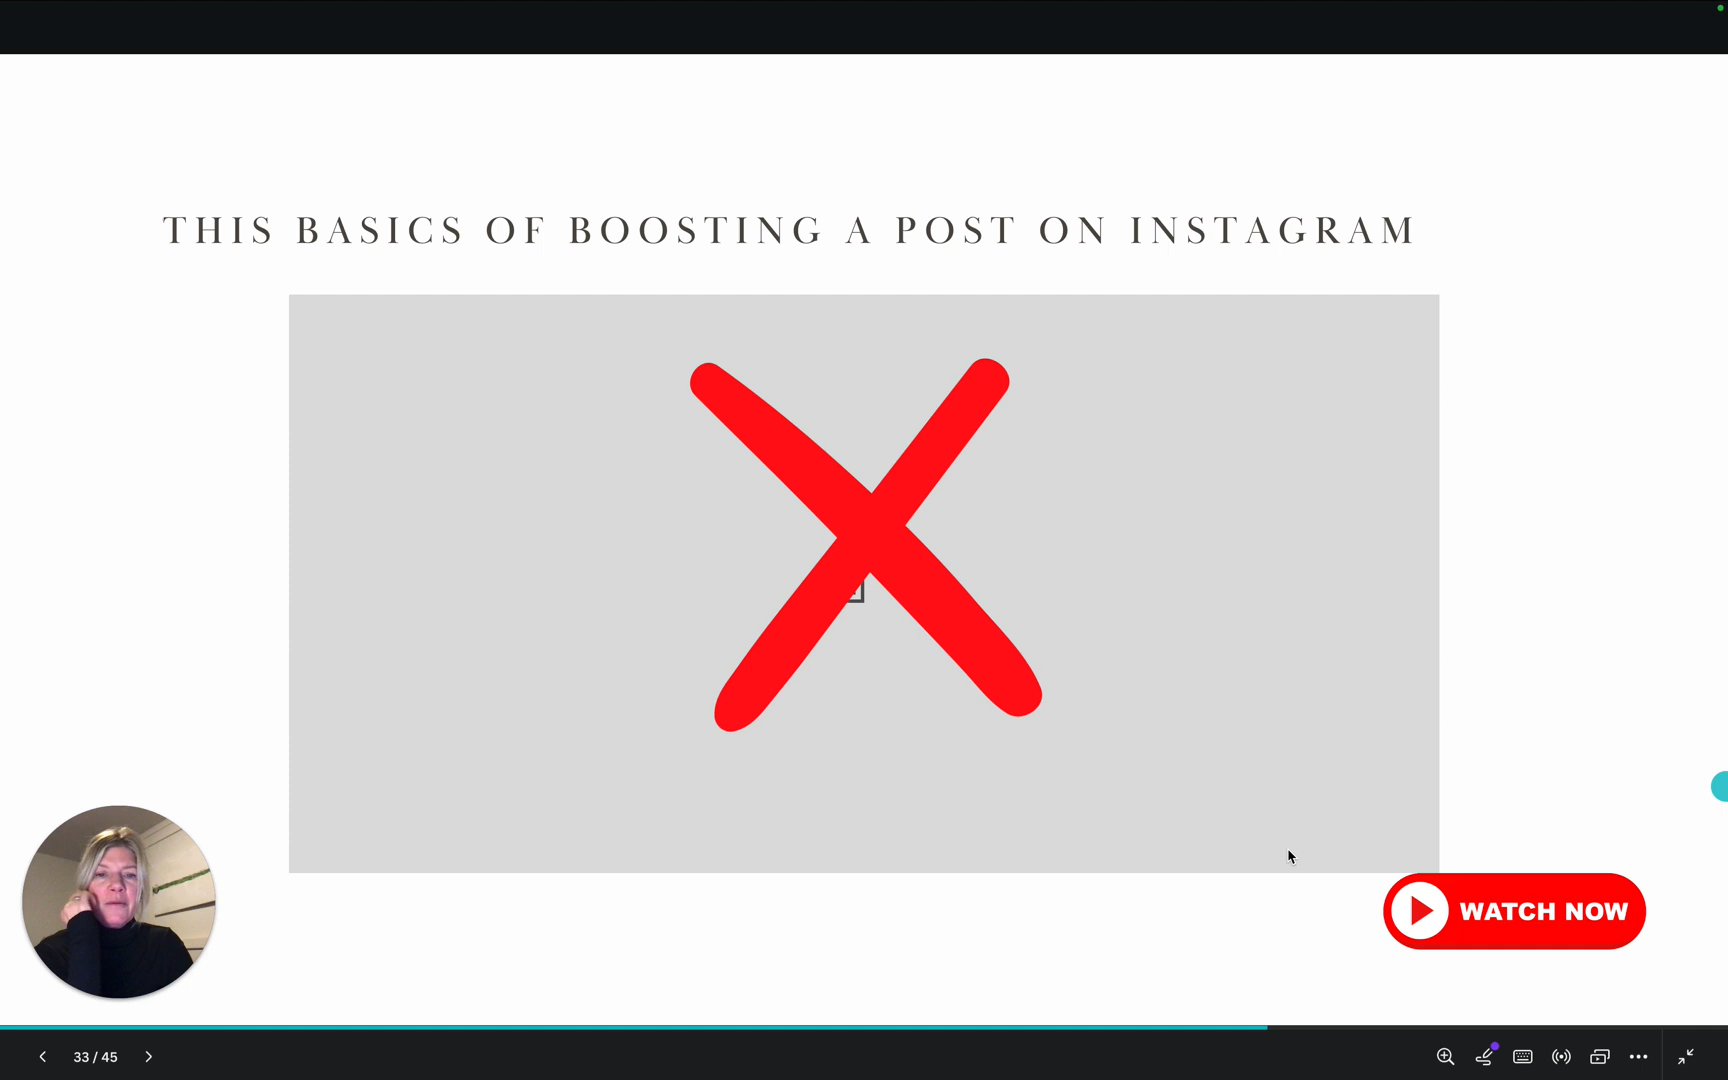 THIS BASICS OF BOOSTING A POST ON INSTAGRAM
WATCH NOW
33 / 45